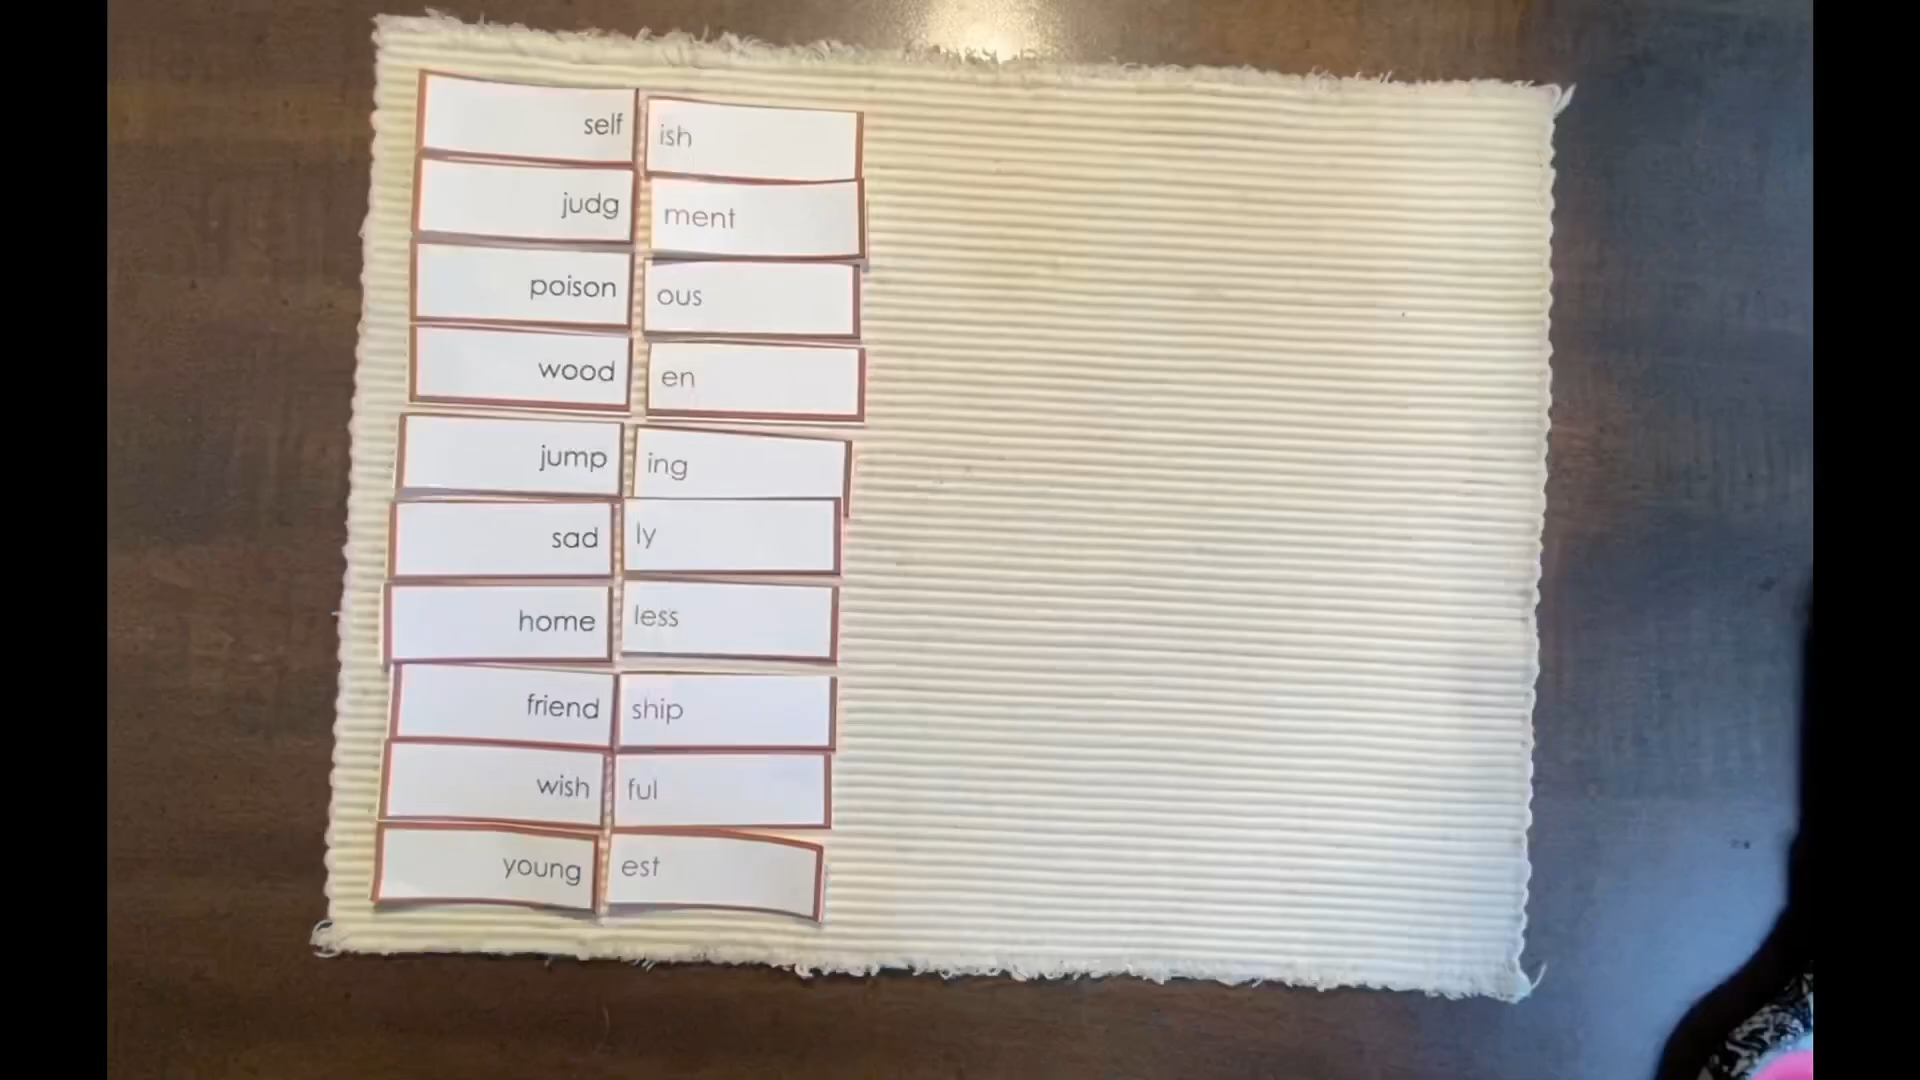 self ish
judg ment
poison ous
wood en
jump ing
sad ly
home less
friend ship
wish ful
young est